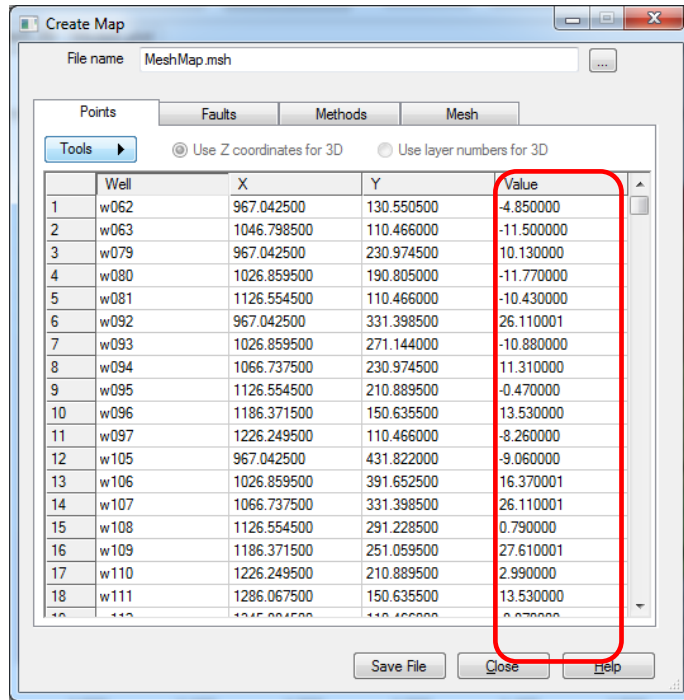 Create Map
File name MeshMap.msh ...
Points Faults Methods Mesh
Tools Use Z coordinates for 3D Use layer numbers for 3D
Well X Y Value
1 w062 967.042500 130.550500 -4.850000
2 w063 1046.798500 110.466000 -11.500000
3 w079 967.042500 230.974500 10.130000
4 w080 1026.859500 190.805000 -11.770000
5 w081 1126.554500 110.466000 -10.430000
6 w092 967.042500 331.398500 26.110001
7 w093 1026.859500 271.144000 -10.880000
8 w094 1066.737500 230.974500 11.310000
9 w095 1126.554500 210.889500 -0.470000
10 w096 1186.371500 150.635500 13.530000
11 w097 1226.249500 110.466000 -8.260000
12 w105 967.042500 431.822000 -9.060000
13 w106 1026.859500 391.652500 16.370001
14 w107 1066.737500 331.398500 26.110001
15 w108 1126.554500 291.228500 0.790000
16 w109 1186.371500 251.059500 27.610001
17 w110 1226.249500 210.889500 2.990000
18 w111 1286.067500 150.635500 13.530000
Save File Close Help